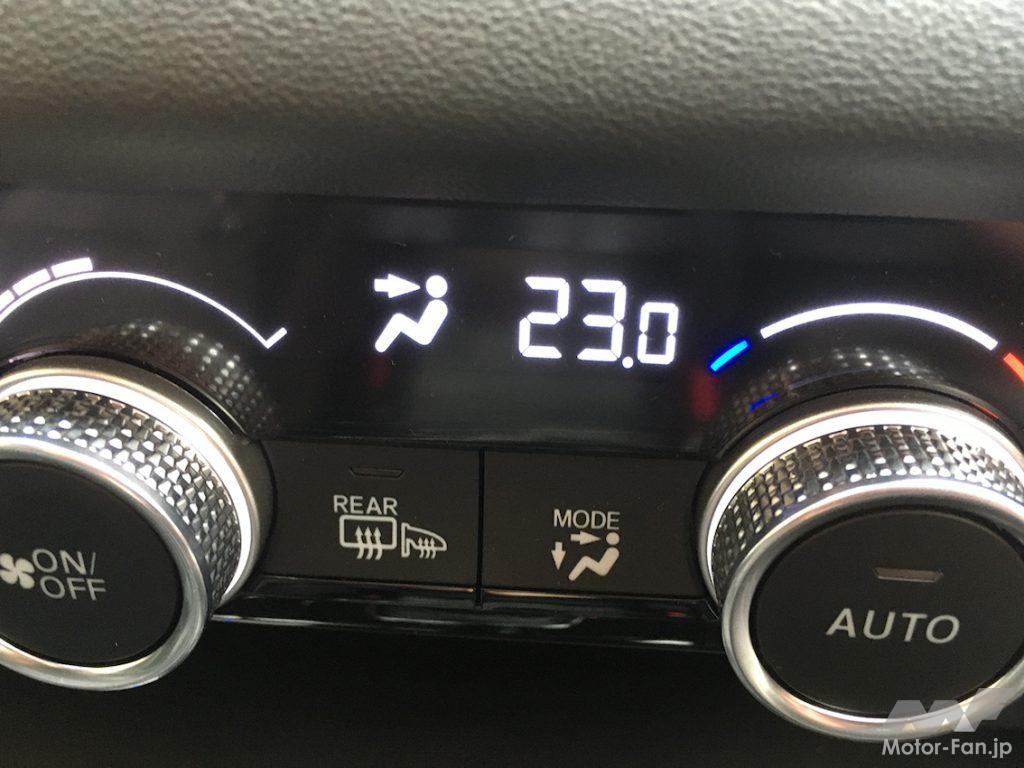 23.0
REAR
MODE
ON/
OFF
AUTO
Motor-Fan.jp